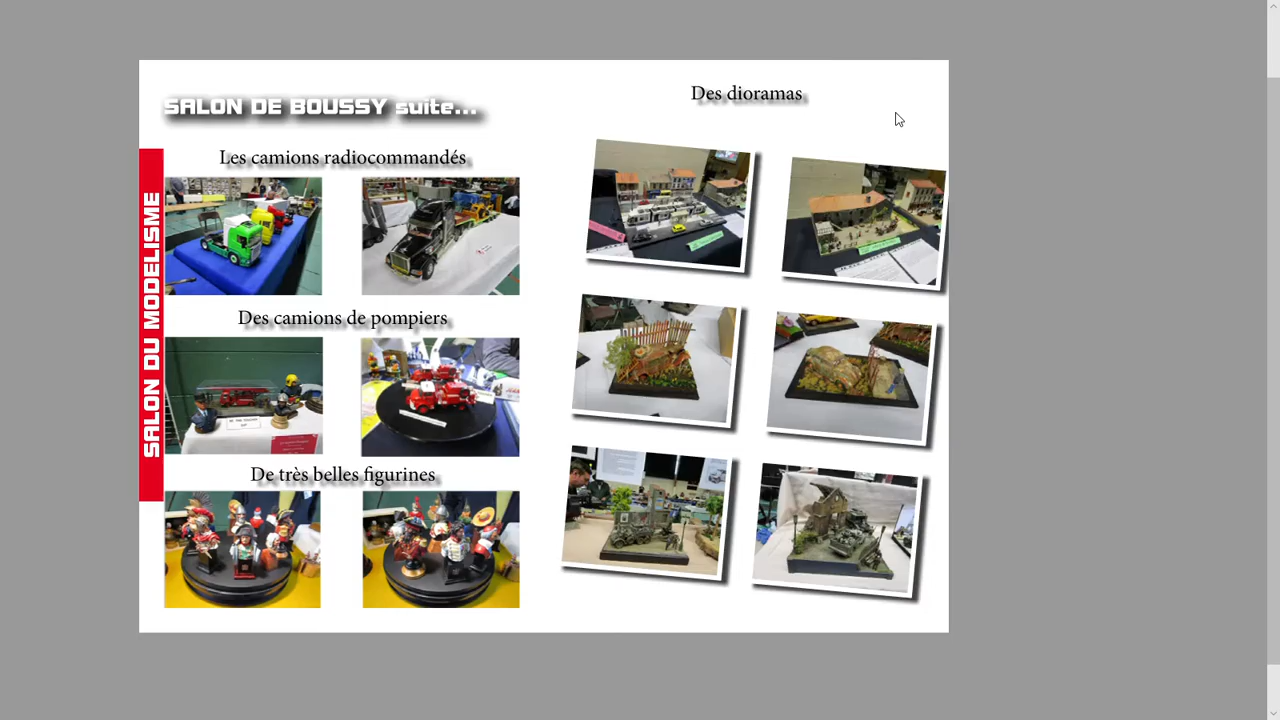 SALON DE BOUSSY suite...
Des dioramas
Les camions radiocommandés
Des camions de pompiers
De très belles figurines
SALON DU MODELISME